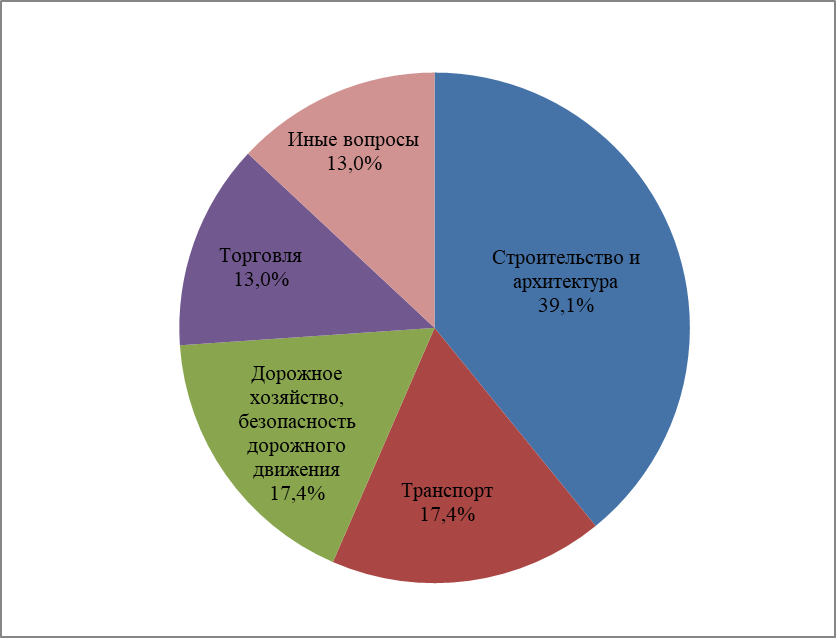 Иные вопросы
13,0%
Строительство и
архитектура
39,1%
Торговля
13,0%
Дорожное
хозяйство,
безопасность
дорожного
движения
17,4%
Транспорт
17,4%